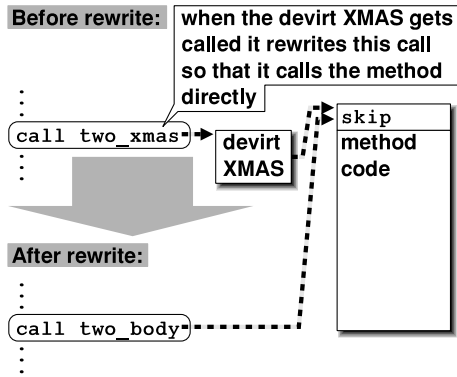 Before rewrite:
when the devirt XMAS gets
called it rewrites this call
so that it calls the method
directly
call two_xmas
devirt
XMAS
skip
method
code
After rewrite:
call two_body